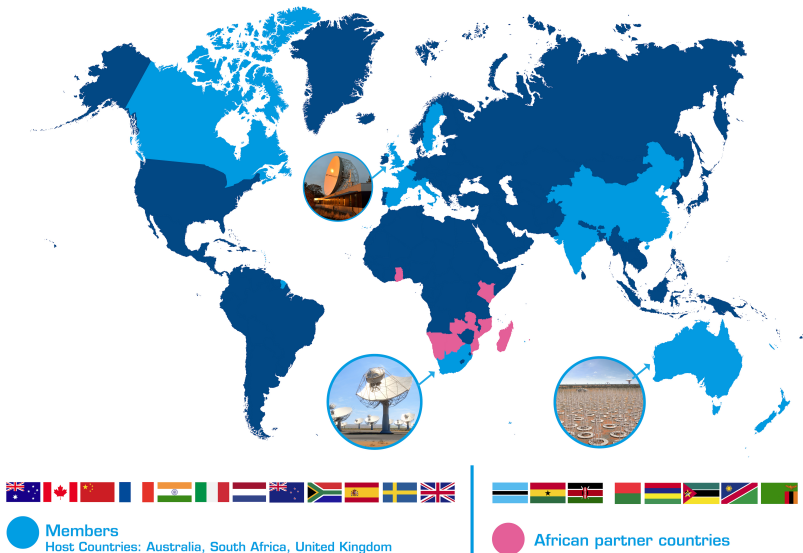 Members
Host Countries: Australia, South Africa, United Kingdom
African partner countries